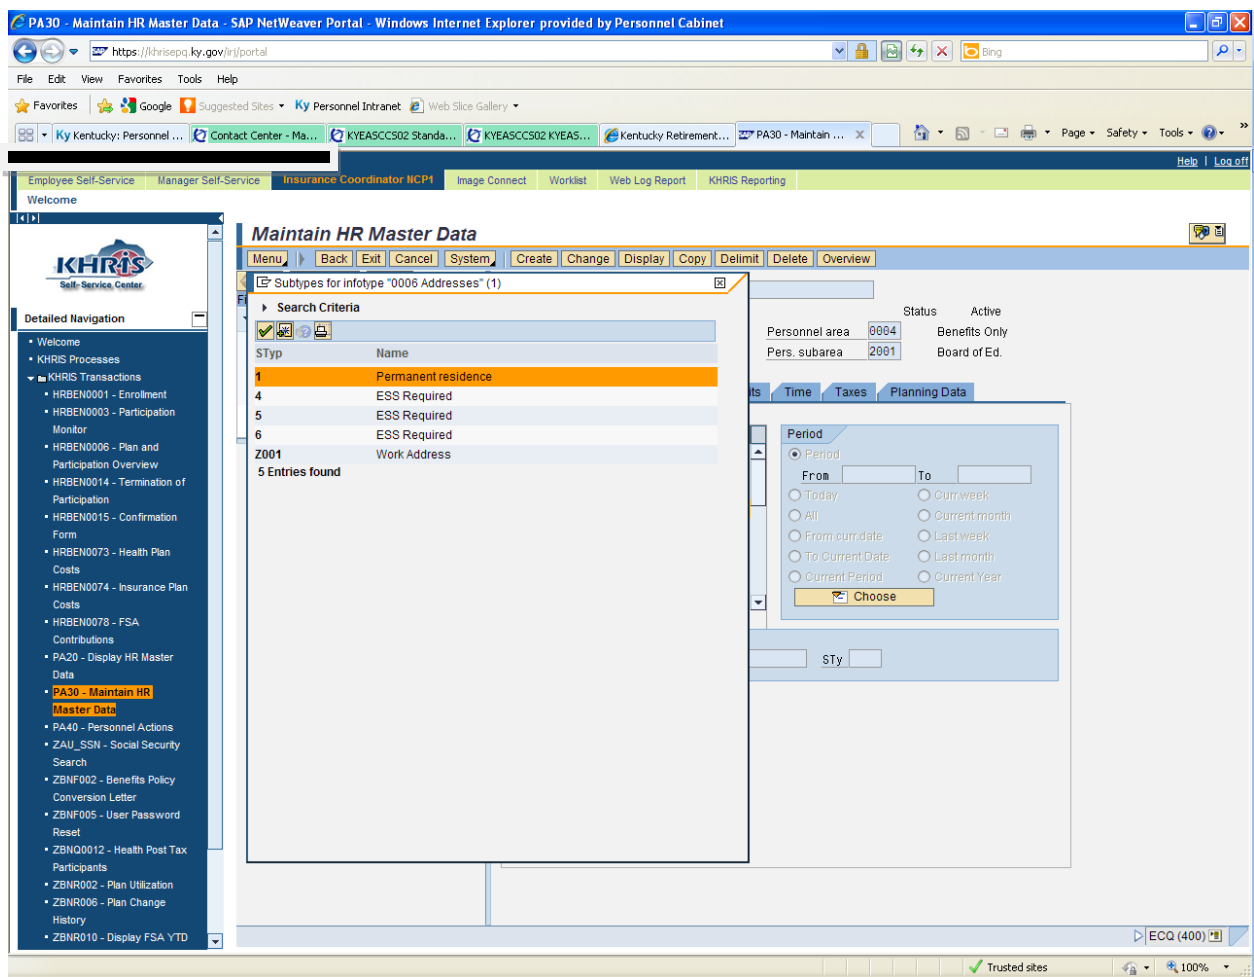 PA30 - Maintain HR Master Data - SAP NetWeaver Portal - Windows Internet Explorer provided by Personnel Cabinet
https://khrisepq.ky.gov/irj/portal
Bing
File Edit View Favorites Tools Help
Favorites Google Suggested Sites Ky Personnel Intranet Web Slice Gallery
Ky Kentucky: Personnel ... Contact Center - Ma... KYEASCCS02 Standa... KYEASCCS02 KYEAS... Kentucky Retirement... PA30 - Maintain ... Page Safety Tools »
Help | Log off
Employee Self-Service Manager Self-Service Insurance Coordinator NCP1 Image Connect Worklist Web Log Report KHRIS Reporting
Welcome
Maintain HR Master Data
Menu Back Exit Cancel System Create Change Display Copy Delimit Delete Overview
KHRIS
Self-Service Center
Detailed Navigation
Welcome
KHRIS Processes
KHRIS Transactions
HRBEN0001 - Enrollment
HRBEN0003 - Participation
Monitor
HRBEN0006 - Plan and
Participation Overview
HRBEN0014 - Termination of
Participation
HRBEN0015 - Confirmation
Form
HRBEN0073 - Health Plan
Costs
HRBEN0074 - Insurance Plan
Costs
HRBEN0078 - FSA
Contributions
PA20 - Display HR Master
Data
PA30 - Maintain HR
Master Data
PA40 - Personnel Actions
ZAU_SSN - Social Security
Search
ZBNF002 - Benefits Policy
Conversion Letter
ZBNF005 - User Password
Reset
ZBNQ0012 - Health Post Tax
Participants
ZBNR002 - Plan Utilization
ZBNR006 - Plan Change
History
ZBNR010 - Display FSA YTD
Subtypes for infotype "0006 Addresses" (1)
Search Criteria
STyp Name
1 Permanent residence
4 ESS Required
5 ESS Required
6 ESS Required
Z001 Work Address
5 Entries found
Status Active
Personnel area 0004 Benefits Only
Pers. subarea 2001 Board of Ed.
its Time Taxes Planning Data
Period
Period
From To
Today Curr.week
All Current month
From curr.date Last week
To Current Date Last month
Current Period Current Year
Choose
STy
ECQ (400)
Trusted sites 100%